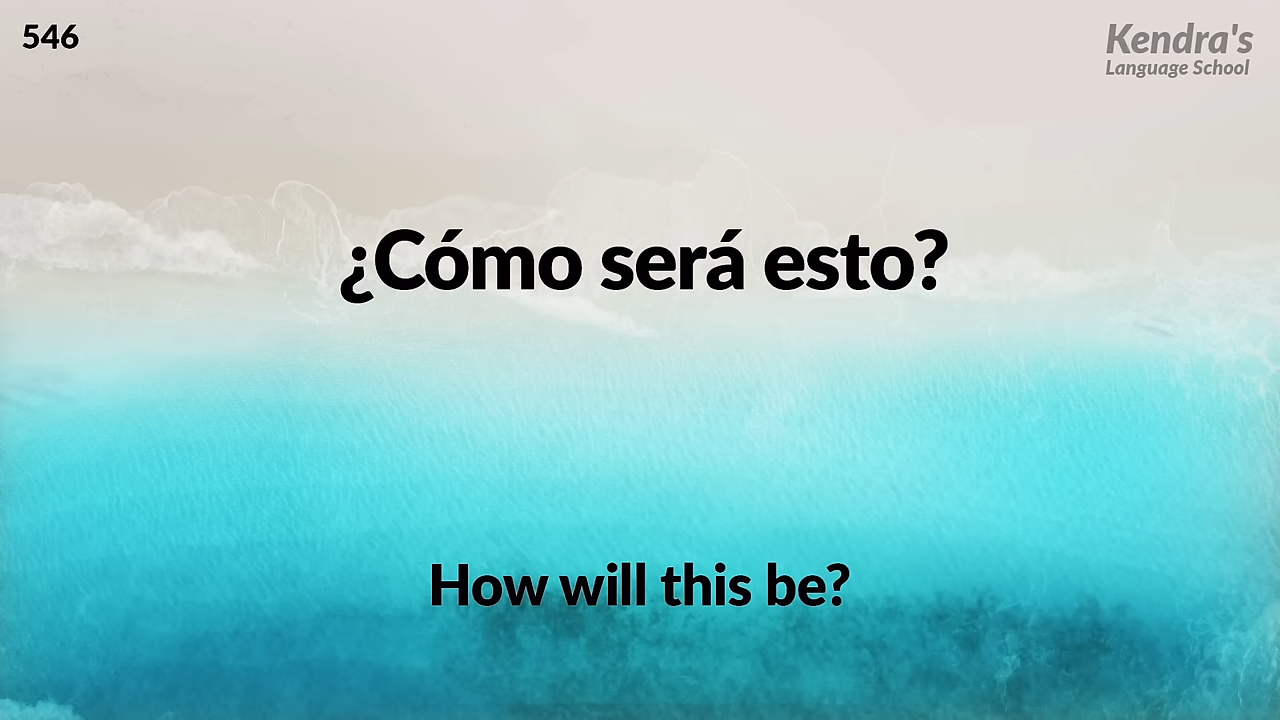 546
Kendra's
Language School
¿Cómo será esto?
How will this be?